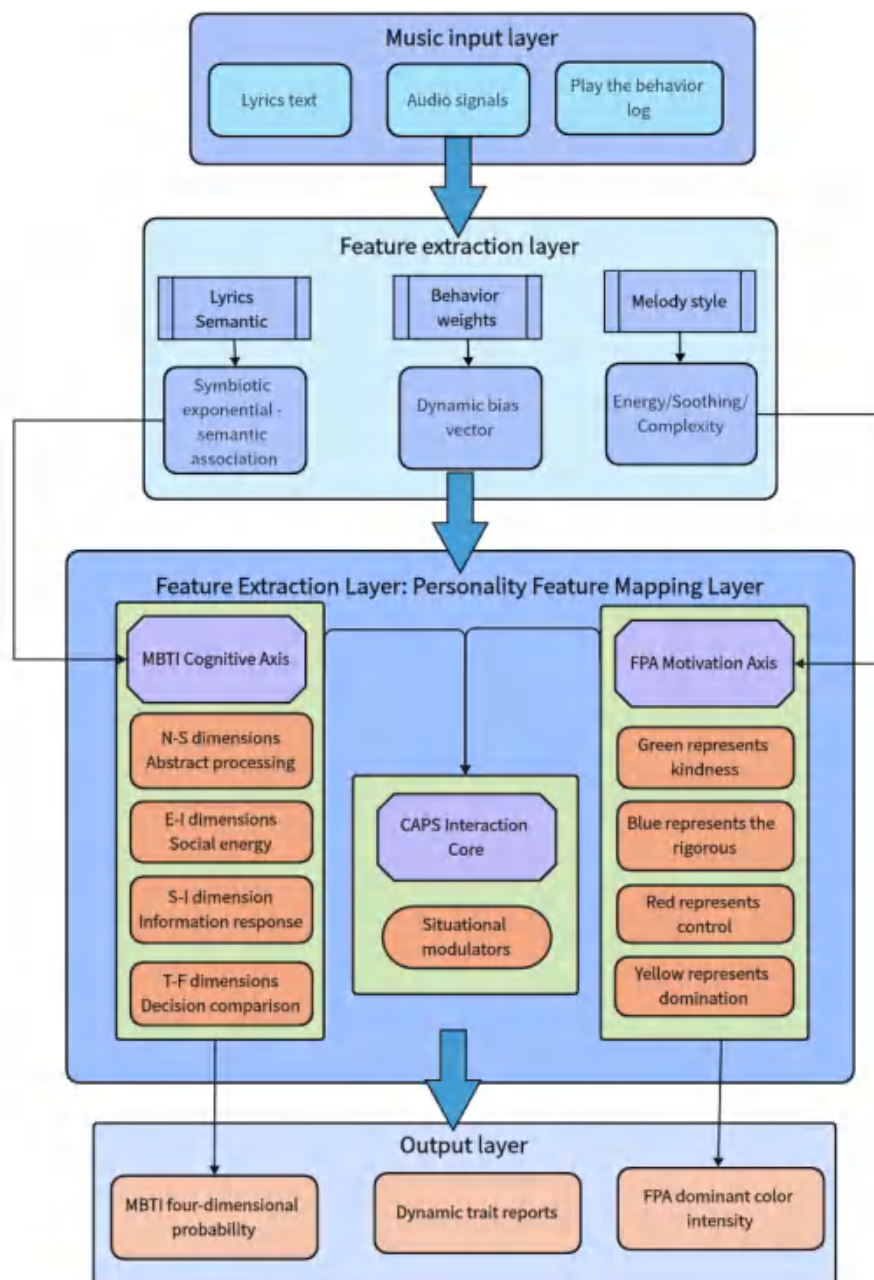 Music input layer
Lyrics text
Audio signals
Play the behavior
log
Feature extraction layer
Lyrics
Semantic
Behavior
weights
Melody style
Symbiotic
exponential -
semantic
association
Dynamic bias
vector
Energy/Soothing/
Complexity
Feature Extraction Layer: Personality Feature Mapping Layer
MBTI Cognitive Axis
N-S dimensions
Abstract processing
E-I dimensions
Social energy
S-I dimension
Information response
T-F dimensions
Decision comparison
CAPS Interaction
Core
Situational
modulators
FPA Motivation Axis
Green represents
kindness
Blue represents the
rigorous
Red represents
control
Yellow represents
domination
Output layer
MBTI four-dimensional
probability
Dynamic trait reports
FPA dominant color
intensity